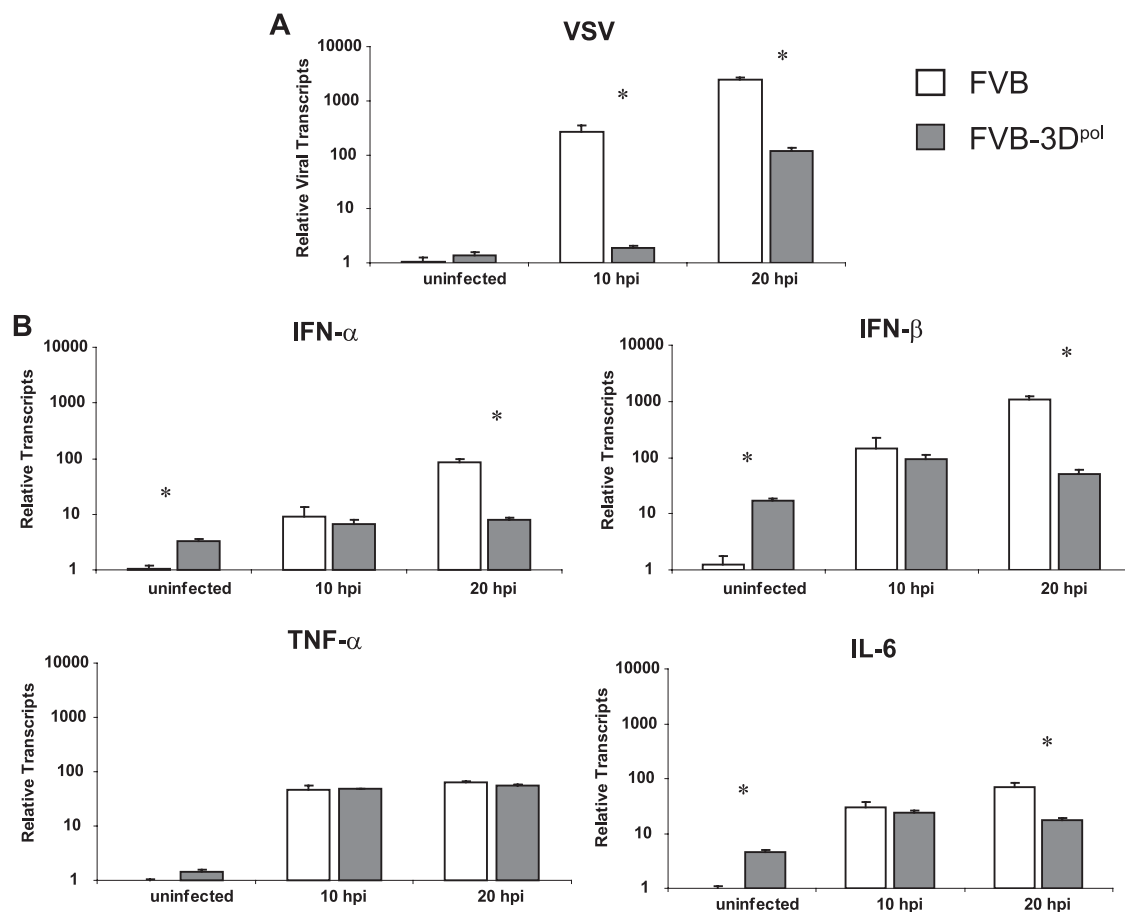 A
VSV
Relative Viral Transcripts
10000
1000
100
10
1
*
*
uninfected 10 hpi 20 hpi
FVB
FVB-3Dpol
B
IFN-α
Relative Transcripts
10000
1000
100
10
1
*
*
uninfected 10 hpi 20 hpi
IFN-β
Relative Transcripts
10000
1000
100
10
1
*
*
uninfected 10 hpi 20 hpi
TNF-α
Relative Transcripts
10000
1000
100
10
1
uninfected 10 hpi 20 hpi
IL-6
Relative Transcripts
10000
1000
100
10
1
*
*
uninfected 10 hpi 20 hpi